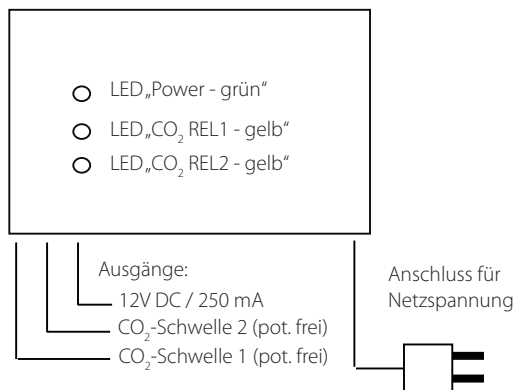 LED „Power - grün“
LED „CO₂ REL1 - gelb“
LED „CO₂ REL2 - gelb“
Ausgänge:
12V DC / 250 mA
CO₂-Schwelle 2 (pot. frei)
CO₂-Schwelle 1 (pot. frei)
Anschluss für
Netzspannung